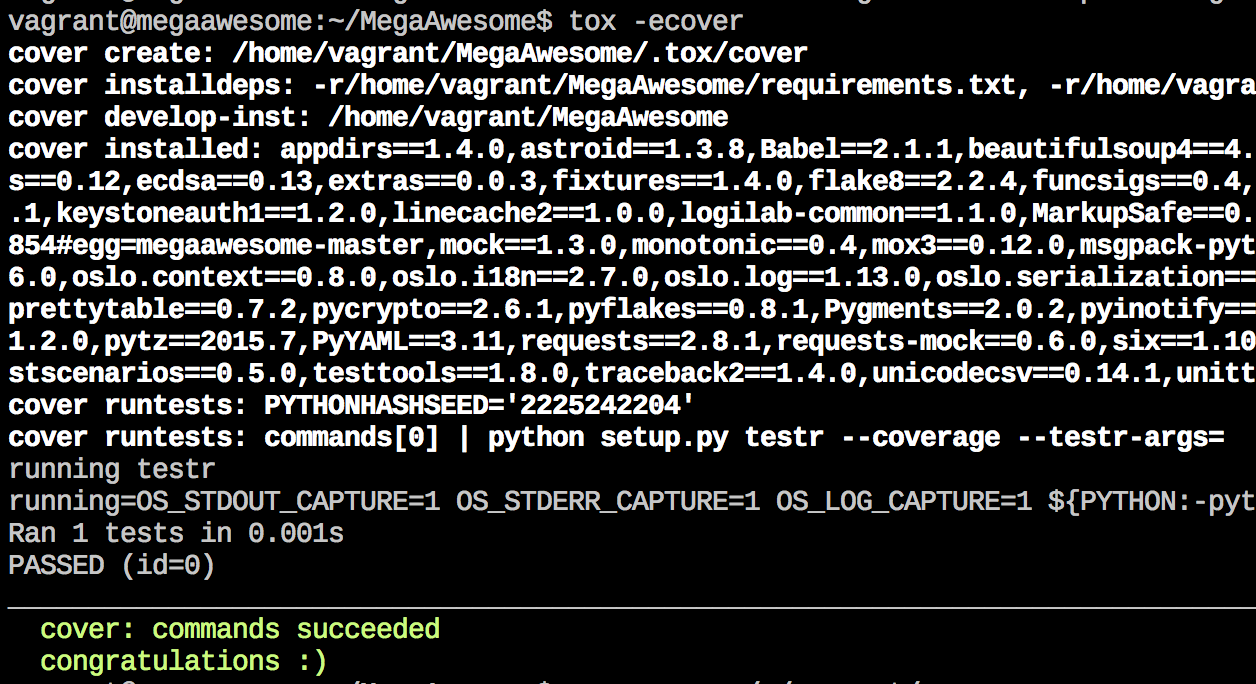 vagrant@megaawesome:~/MegaAwesome$ tox -ecover
cover create: /home/vagrant/MegaAwesome/.tox/cover
cover installdeps: -r/home/vagrant/MegaAwesome/requirements.txt, -r/home/vagra
cover develop-inst: /home/vagrant/MegaAwesome
cover installed: appdirs==1.4.0,astroid==1.3.8,Babel==2.1.1,beautifulsoup4==4.
s==0.12,ecdsa==0.13,extras==0.0.3,fixtures==1.4.0,flake8==2.2.4,funcsigs==0.4,
.1,keystoneauth1==1.2.0,linecache2==1.0.0,logilab-common==1.1.0,MarkupSafe==0.
854#egg=megaawesome-master,mock==1.3.0,monotonic==0.4,mox3==0.12.0,msgpack-pyt
6.0,oslo.context==0.8.0,oslo.i18n==2.7.0,oslo.log==1.13.0,oslo.serialization==
prettytable==0.7.2,pycrypto==2.6.1,pyflakes==0.8.1,Pygments==2.0.2,pyinotify==
1.2.0,pytz==2015.7,PyYAML==3.11,requests==2.8.1,requests-mock==0.6.0,six==1.10
stscenarios==0.5.0,testtools==1.8.0,traceback2==1.4.0,unicodecsv==0.14.1,unitt
cover runtests: PYTHONHASHSEED='2225242204'
cover runtests: commands[0] | python setup.py testr --coverage --testr-args=
running testr
running=OS_STDOUT_CAPTURE=1 OS_STDERR_CAPTURE=1 OS_LOG_CAPTURE=1 ${PYTHON:-pyt
Ran 1 tests in 0.001s
PASSED (id=0)
cover: commands succeeded
congratulations :)